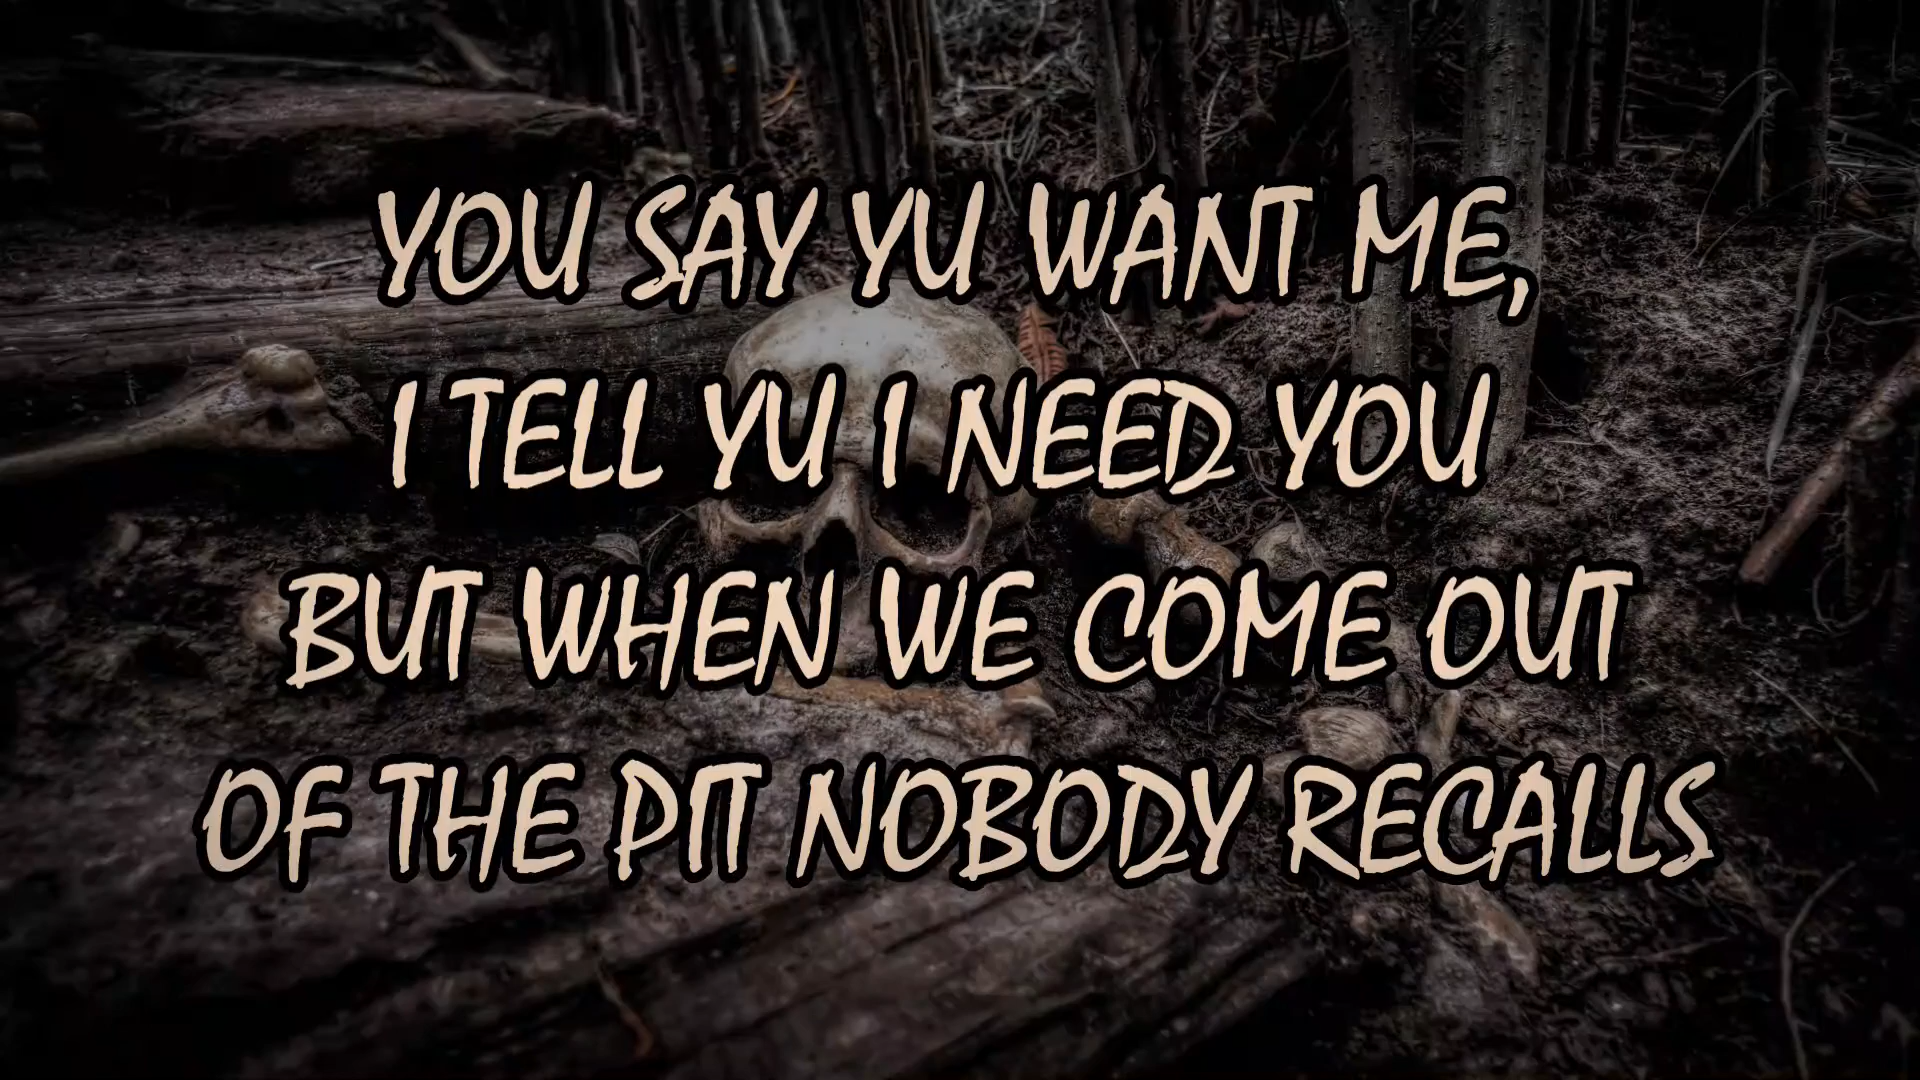 YOU SAY YU WANT ME,
I TELL YU I NEED YOU
BUT WHEN WE COME OUT
OF THE PIT NOBODY RECALLS